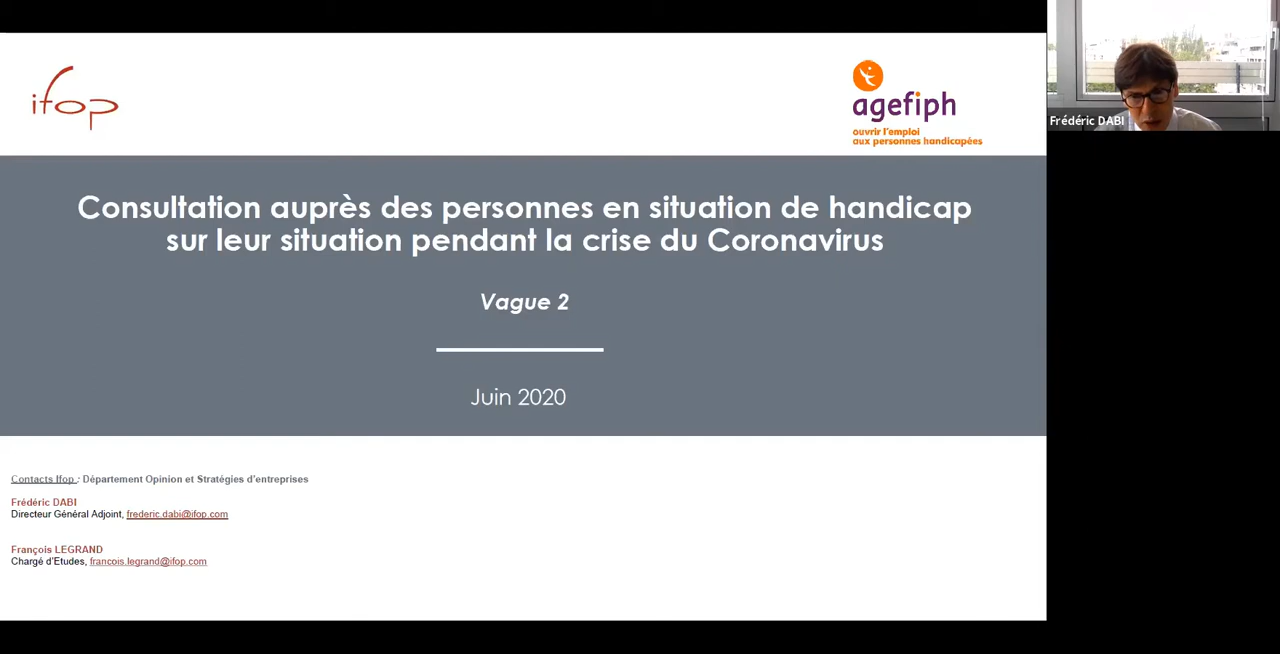 ifop
agefiph
ouvrir l'emploi
aux personnes handicapées
Frédéric DABI
Consultation auprès des personnes en situation de handicap
sur leur situation pendant la crise du Coronavirus
Vague 2
Juin 2020
Contacts Ifop : Département Opinion et Stratégies d'entreprises
Frédéric DABI
Directeur Général Adjoint, frederic.dabi@ifop.com
François LEGRAND
Chargé d'Etudes, francois.legrand@ifop.com